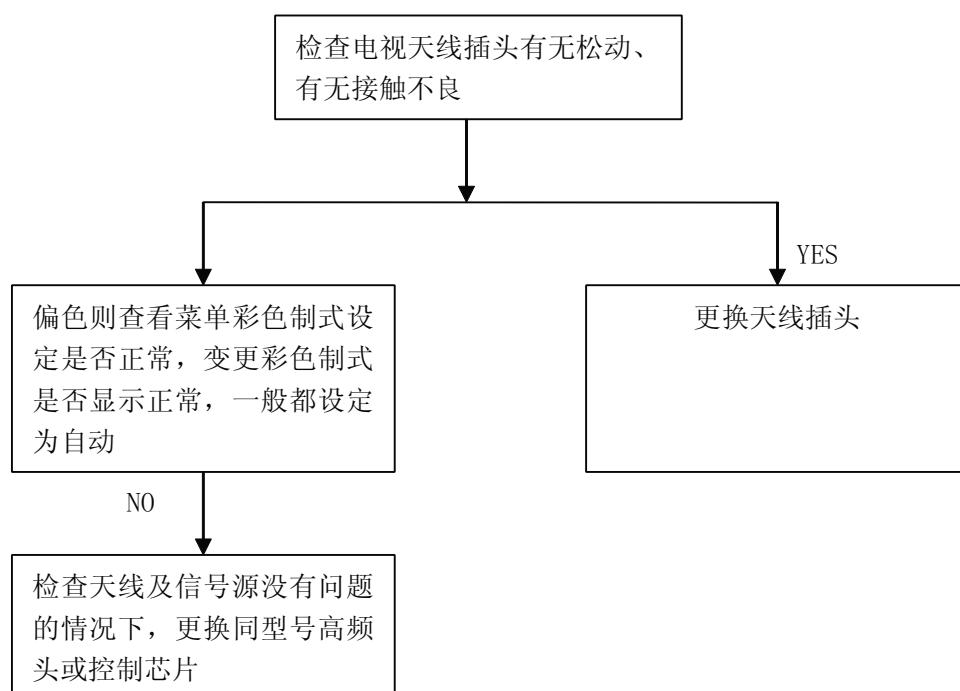 检查电视天线插头有无松动、
有无接触不良
YES
偏色则查看菜单彩色制式设
定是否正常，变更彩色制式
是否显示正常，一般都设定
为自动
更换天线插头
NO
检查天线及信号源没有问题
的情况下，更换同型号高频
头或控制芯片